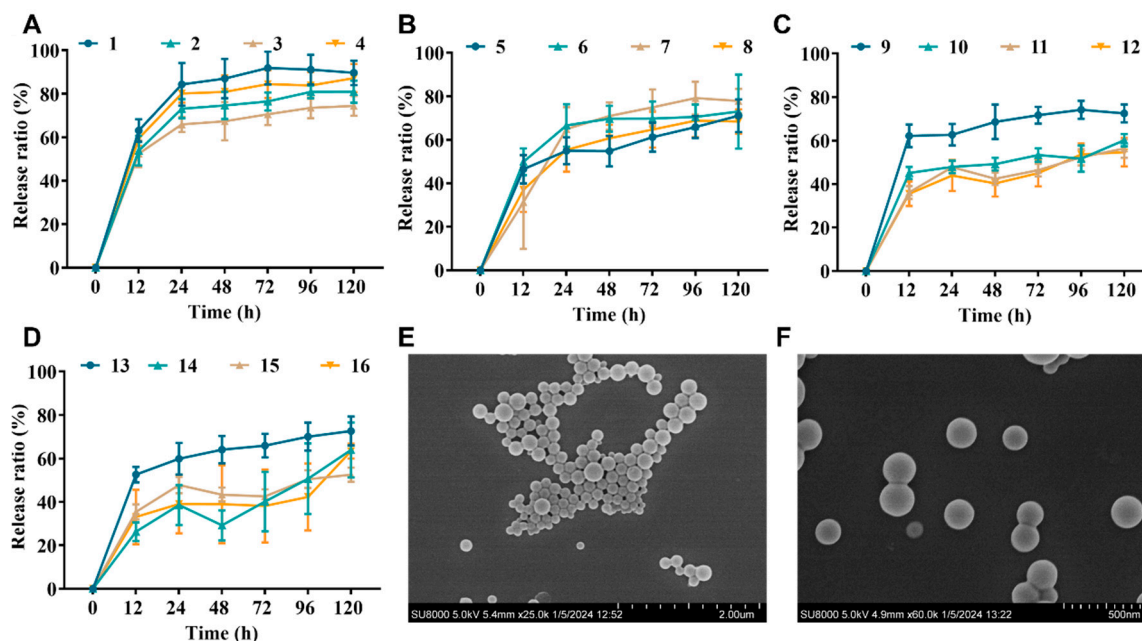 A
1 2 3 4
Release ratio (%)
100
80
60
40
20
0
0 12 24 48 72 96 120
Time (h)
B
5 6 7 8
Release ratio (%)
100
80
60
40
20
0
0 12 24 48 72 96 120
Time (h)
C
9 10 11 12
Release ratio (%)
100
80
60
40
20
0
0 12 24 48 72 96 120
Time (h)
D
13 14 15 16
Release ratio (%)
100
80
60
40
20
0
0 12 24 48 72 96 120
Time (h)
E
SU8000 5.0kV 5.4mm x25.0k 1/5/2024 12:52 2.00um
F
SU8000 5.0kV 4.9mm x60.0k 1/5/2024 13:22 500nm